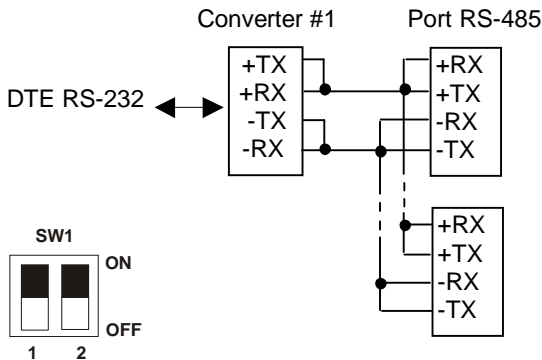 Converter #1
Port RS-485
DTE RS-232
+TX
+RX
-TX
-RX
+RX
+TX
-RX
-TX
+RX
+TX
-RX
-TX
SW1
ON
OFF
1 2